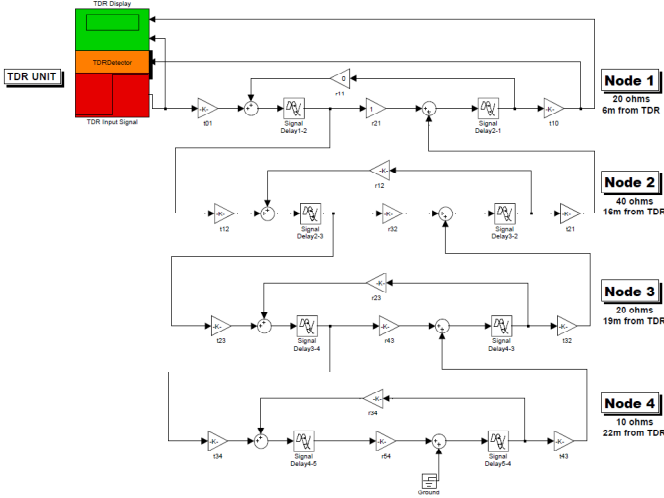 TDR Display
TDRDetector
TDR UNIT
TDR Input Signal
0
r11
Node 1
20 ohms
6m from TDR
-K-
t01
Signal
Delay1-2
t
r21
Signal
Delay2-1
-K-
t10
-K-
r12
Node 2
40 ohms
16m from TDR
-K-
t12
Signal
Delay2-3
-K-
r32
Signal
Delay3-2
-K-
t21
-K-
r23
Node 3
20 ohms
19m from TDR
-K-
t23
Signal
Delay3-4
-K-
r43
Signal
Delay4-3
-K-
t32
-K-
r34
Node 4
10 ohms
22m from TDR
-K-
t34
Signal
Delay4-5
-K-
r54
Signal
Delay5-4
-K-
t43
Ground